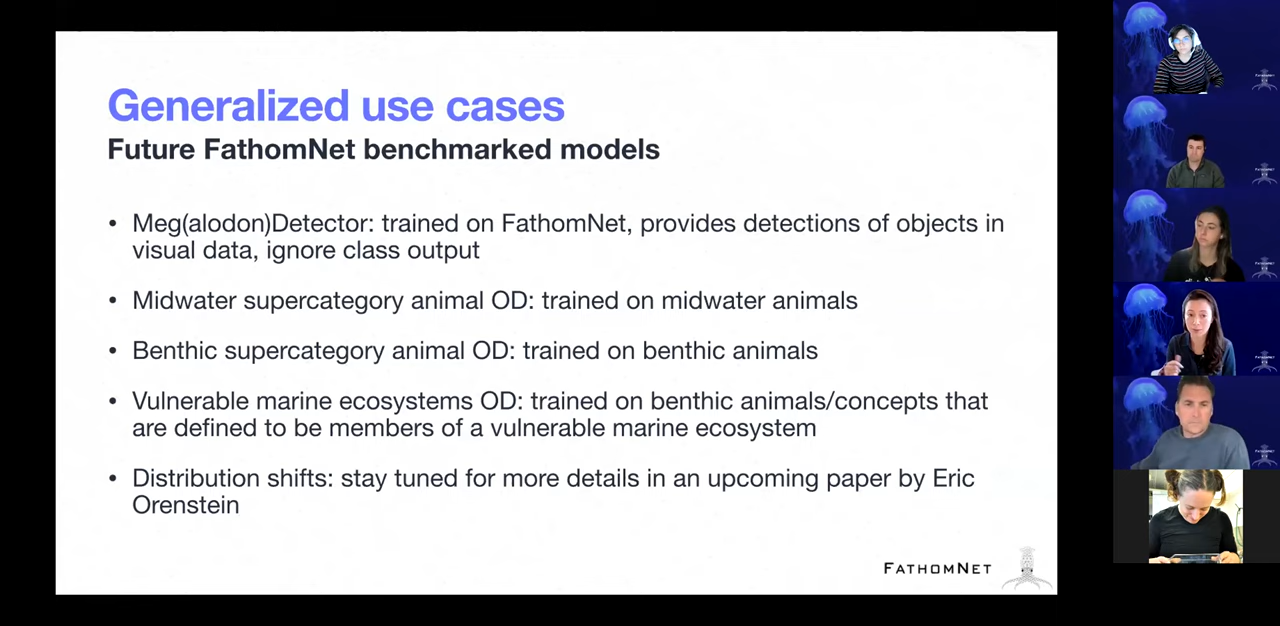 Generalized use cases
Future FathomNet benchmarked models
• Meg(alodon)Detector: trained on FathomNet, provides detections of objects in
visual data, ignore class output
• Midwater supercategory animal OD: trained on midwater animals
• Benthic supercategory animal OD: trained on benthic animals
• Vulnerable marine ecosystems OD: trained on benthic animals/concepts that
are defined to be members of a vulnerable marine ecosystem
• Distribution shifts: stay tuned for more details in an upcoming paper by Eric
Orenstein
FATHOMNET